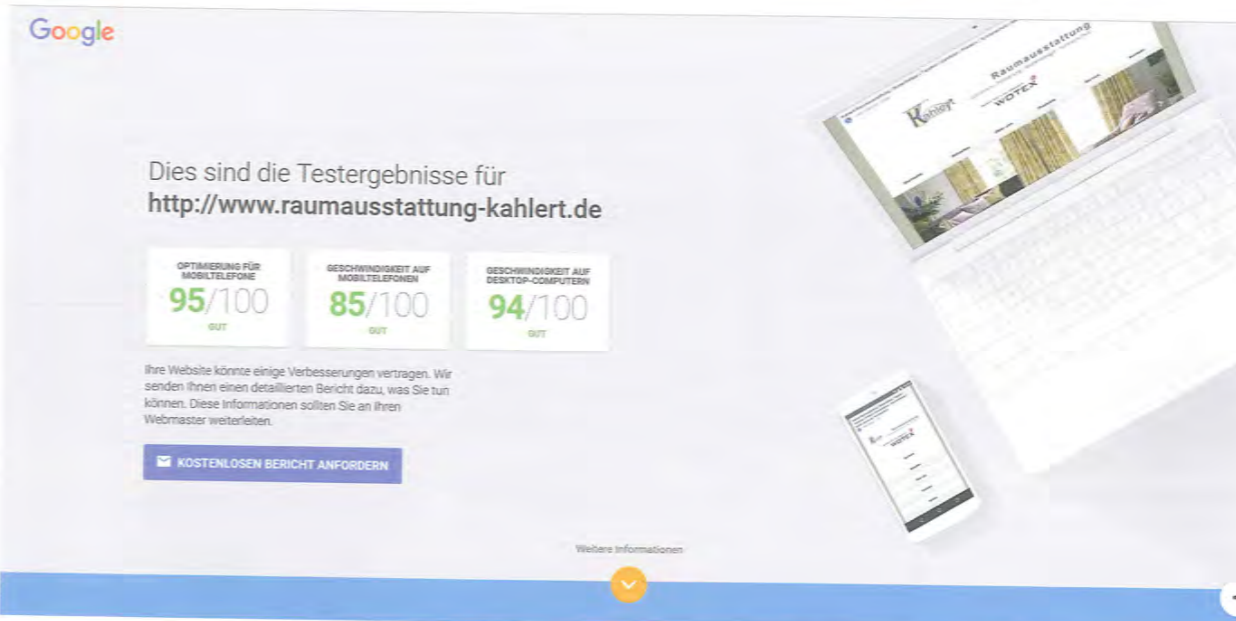 Google
Raumausstattung
Kahlert
WOTEX
Dies sind die Testergebnisse für
http://www.raumausstattung-kahlert.de
OPTIMIERUNG FÜR
MOBILTELEFONE
95/100
GUT
GESCHWINDIGKEIT AUF
MOBILTELEFONEN
85/100
GUT
GESCHWINDIGKEIT AUF
DESKTOP-COMPUTERN
94/100
GUT
Ihre Website könnte einige Verbesserungen vertragen. Wir
senden Ihnen einen detaillierten Bericht dazu, was Sie tun
können. Diese Informationen sollten Sie an Ihren
Webmaster weiterleiten.
KOSTENLOSEN BERICHT ANFORDERN
WOTEX
Weitere Informationen